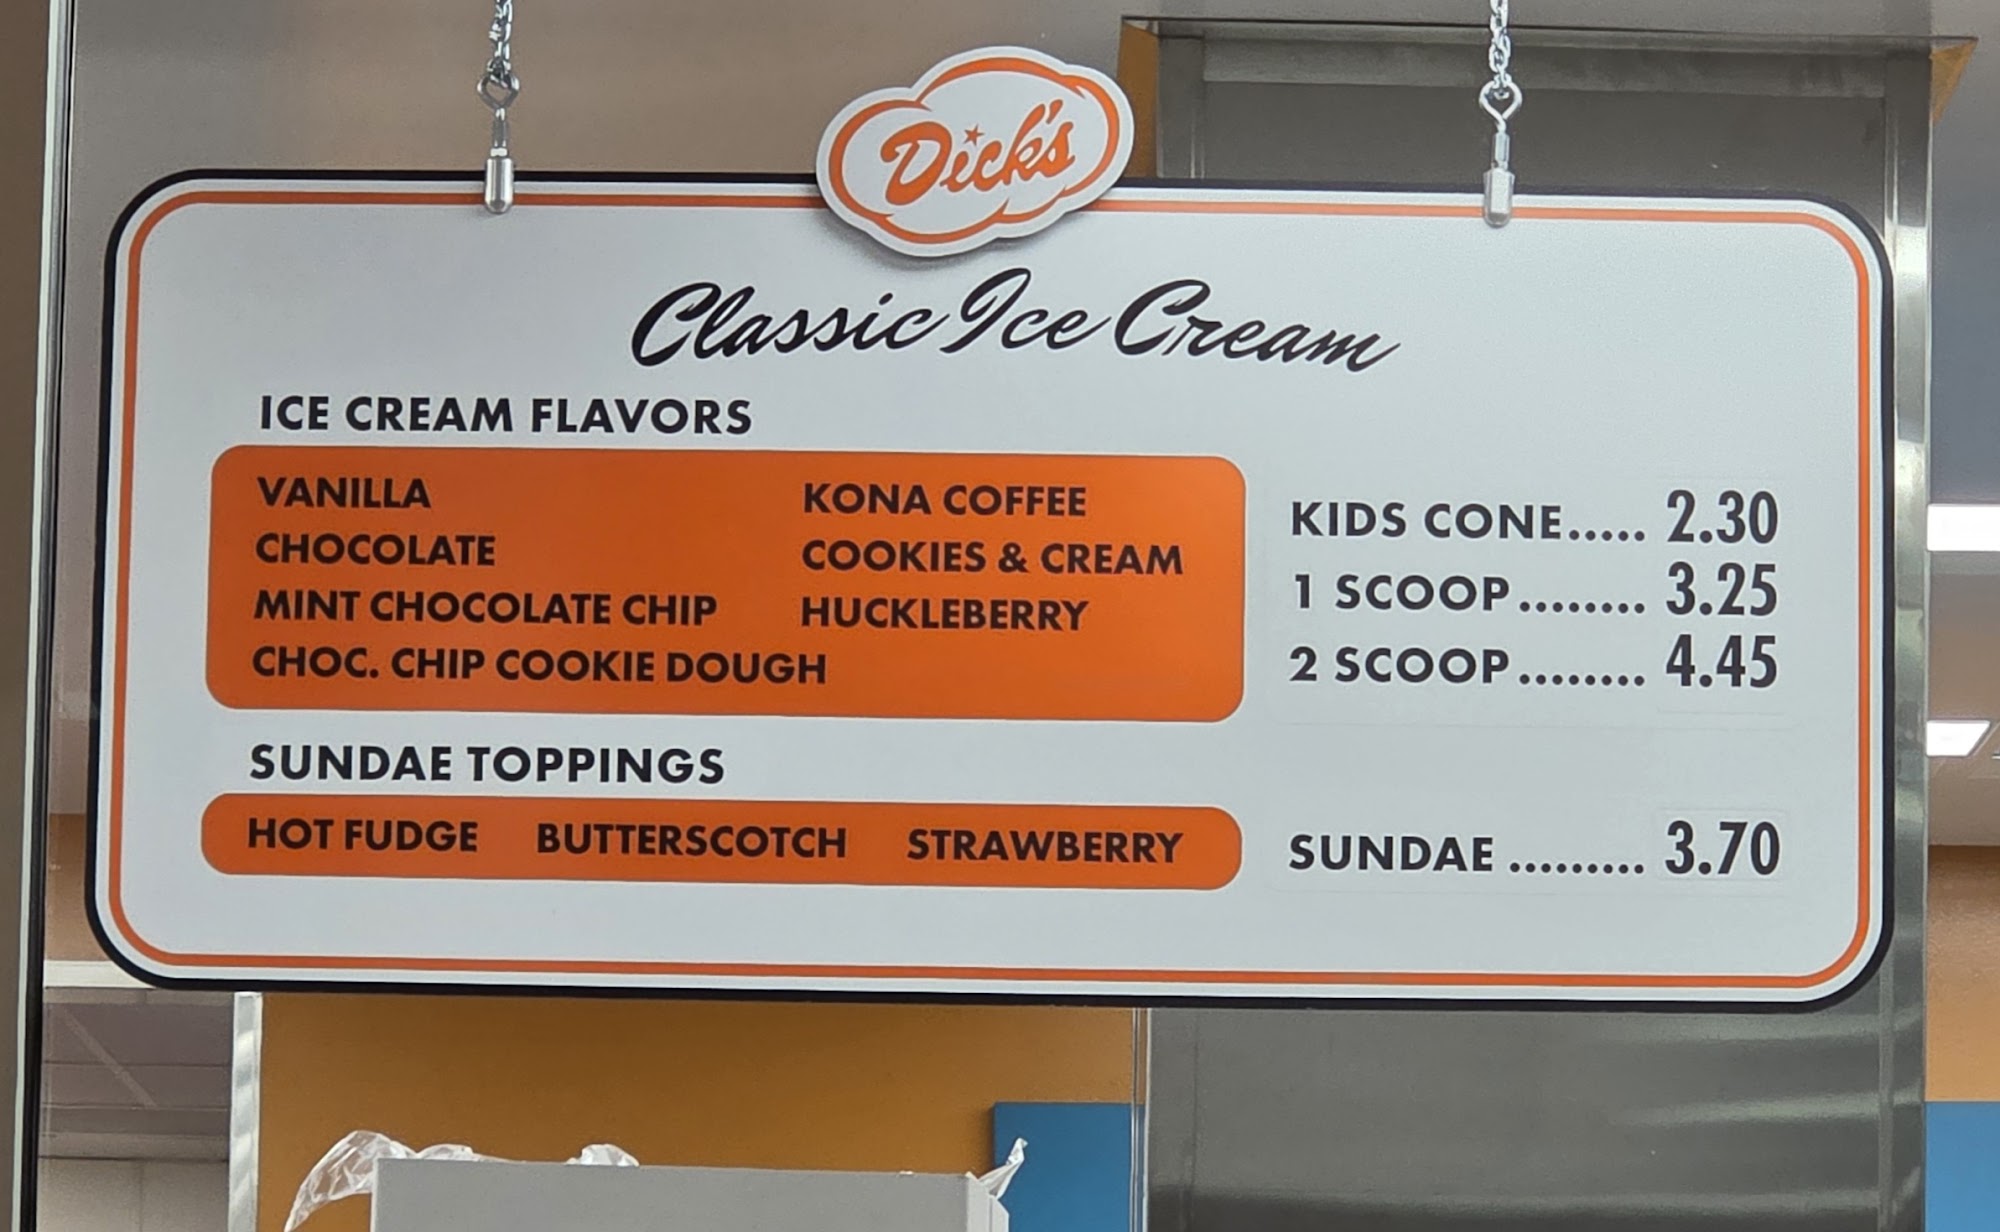 Dick's
Classic Ice Cream
ICE CREAM FLAVORS
VANILLA
CHOCOLATE
MINT CHOCOLATE CHIP
CHOC. CHIP COOKIE DOUGH
KONA COFFEE
COOKIES & CREAM
HUCKLEBERRY
KIDS CONE..... 2.30
1 SCOOP........ 3.25
2 SCOOP........ 4.45
SUNDAE TOPPINGS
HOT FUDGE BUTTERSCOTCH STRAWBERRY
SUNDAE ......... 3.70